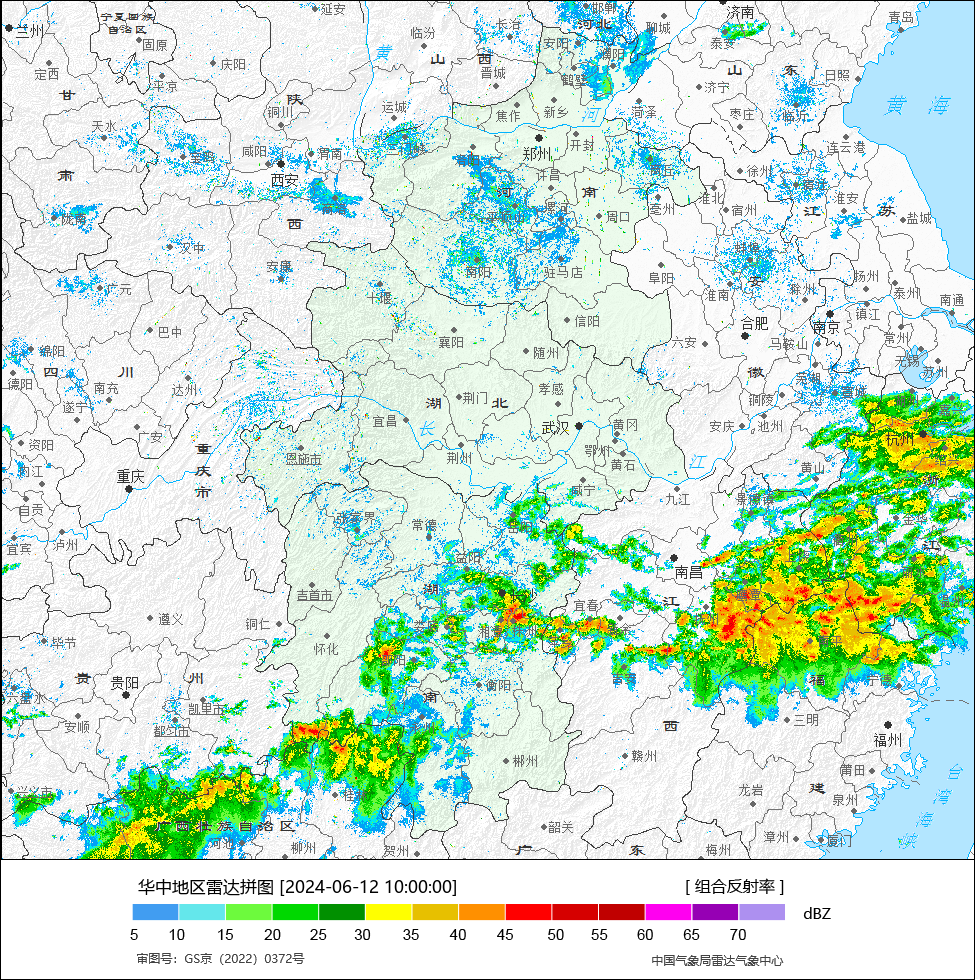 延安
宁夏回族
自治区
兰州
固原
定西
庆阳
甘
平凉
临汾
长治
黄
山
西
晋城
邯郸
河北
安阳
鹤壁
聊城
济南
泰安
山
东
日照
青岛
济宁
菏泽
枣庄
临沂
黄海
陕
铜川
运城
焦作
新乡
河
天水
宝鸡
咸阳
渭南
西安
郑州
开封
商丘
徐州
连云港
肃
陇南
西
许昌
河
南
漯河
平顶山
周口
亳州
淮北
宿州
宿迁
淮安
江
苏
盐城
汉中
安康
南阳
驻马店
阜阳
蚌埠
淮南
安
滁州
扬州
泰州
南通
镇江
广元
十堰
巴中
襄阳
信阳
随州
六安
合肥
南京
马鞍山
常州
无锡
苏州
绵阳
德阳
四
川
南充
遂宁
达州
广安
湖
北
荆门
孝感
宜昌
长
武汉
黄冈
鄂州
黄石
荆州
安庆
池州
铜陵
芜湖
宣城
徽
资阳
内江
自贡
宜宾
泸州
重庆
重
庆
市
恩施市
咸宁
江
九江
黄山
景德镇
杭州
浙
金华
江
张家界
常德
岳阳
益阳
湖
南昌
江
吉首市
遵义
铜仁
毕节
怀化
宜春
湘潭
株洲
娄底
邵阳
贵
州
贵阳
安顺
凯里市
都匀市
衡阳
南
西
郴州
赣州
福
宁德
三明
福州
莆田
龙岩
建
泉州
漳州
厦门
台
湾
海
峡
兴义市
广西壮族自治区
河池
柳州
贺州
韶关
广
东
梅州
华中地区雷达拼图 [2024-06-12 10:00:00]
[ 组合反射率 ]
dBZ
5 10 15 20 25 30 35 40 45 50 55 60 65 70
审图号：GS京（2022）0372号
中国气象局雷达气象中心